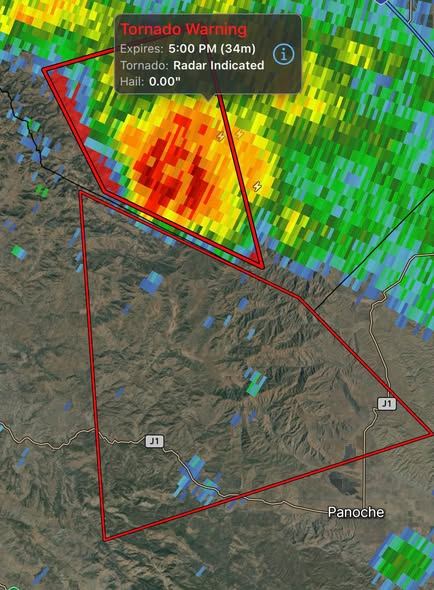 Tornado Warning
Expires: 5:00 PM (34m)
Tornado: Radar Indicated
Hail: 0.00"
J1
J1
Panoche